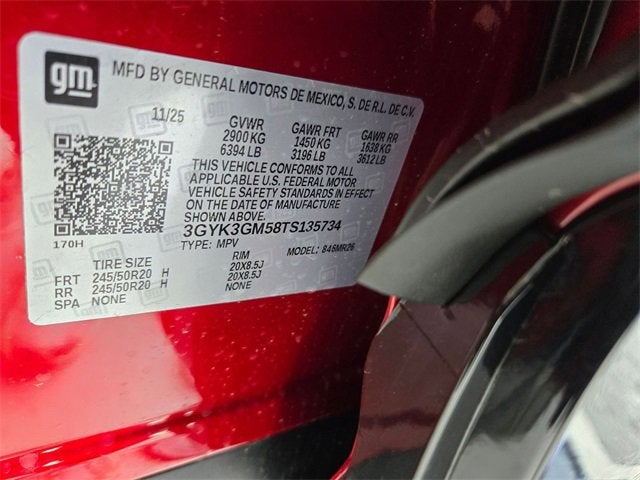 gm
MFD BY GENERAL MOTORS DE MEXICO, S. DE R.L. DE C.V.
11/25 GVWR GAWR FRT GAWR RR
2900 KG 1450 KG 1638 KG
6394 LB 3196 LB 3612 LB
THIS VEHICLE CONFORMS TO ALL
APPLICABLE U.S. FEDERAL MOTOR
VEHICLE SAFETY STANDARDS IN EFFECT
ON THE DATE OF MANUFACTURE
SHOWN ABOVE.
3GYK3GM58TS135734
170H TYPE: MPV MODEL: 846MR26
TIRE SIZE RIM
FRT 245/50R20 H 20X8.5J
RR 245/50R20 H 20X8.5J
SPA NONE NONE